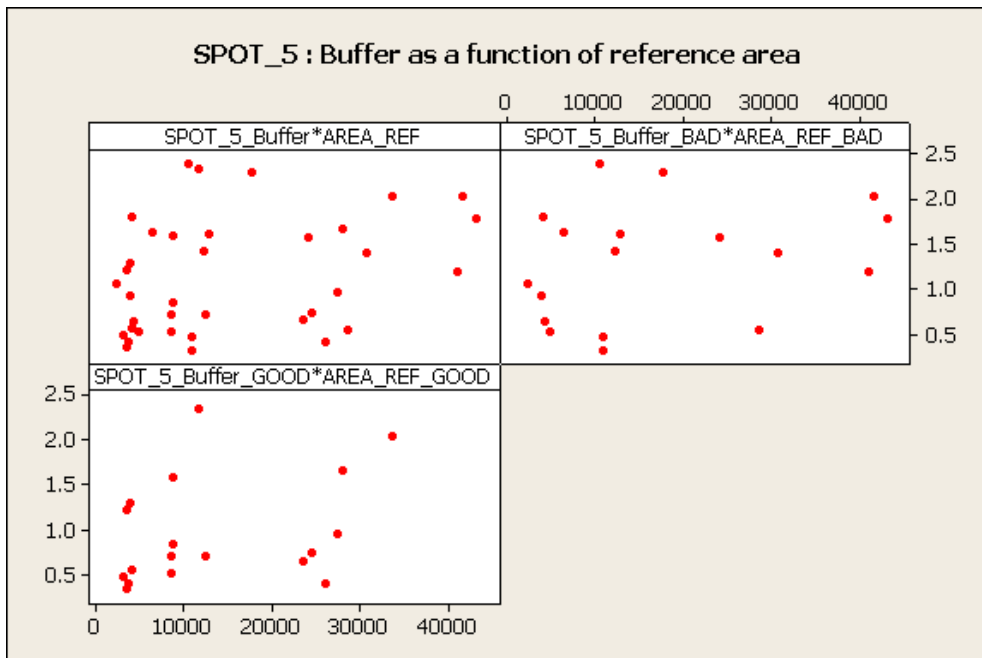 SPOT_5 : Buffer as a function of reference area
0 10000 20000 30000 40000
SPOT_5_Buffer*AREA_REF
SPOT_5_Buffer_BAD*AREA_REF_BAD
2.5
2.0
1.5
1.0
0.5
SPOT_5_Buffer_GOOD*AREA_REF_GOOD
2.5
2.0
1.5
1.0
0.5
0 10000 20000 30000 40000